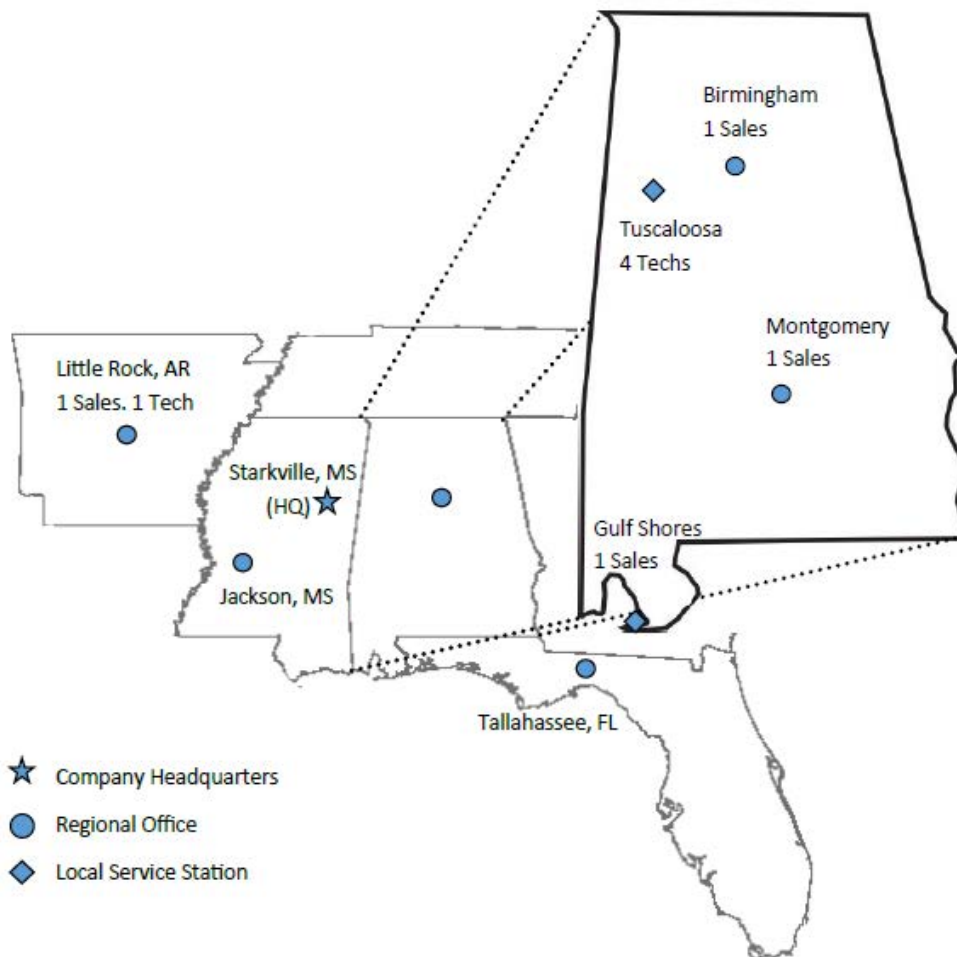 Birmingham
1 Sales
Tuscaloosa
4 Techs
Montgomery
1 Sales
Little Rock, AR
1 Sales. 1 Tech
Starkville, MS
(HQ)
Gulf Shores
1 Sales
Jackson, MS
Tallahassee, FL
Company Headquarters
Regional Office
Local Service Station